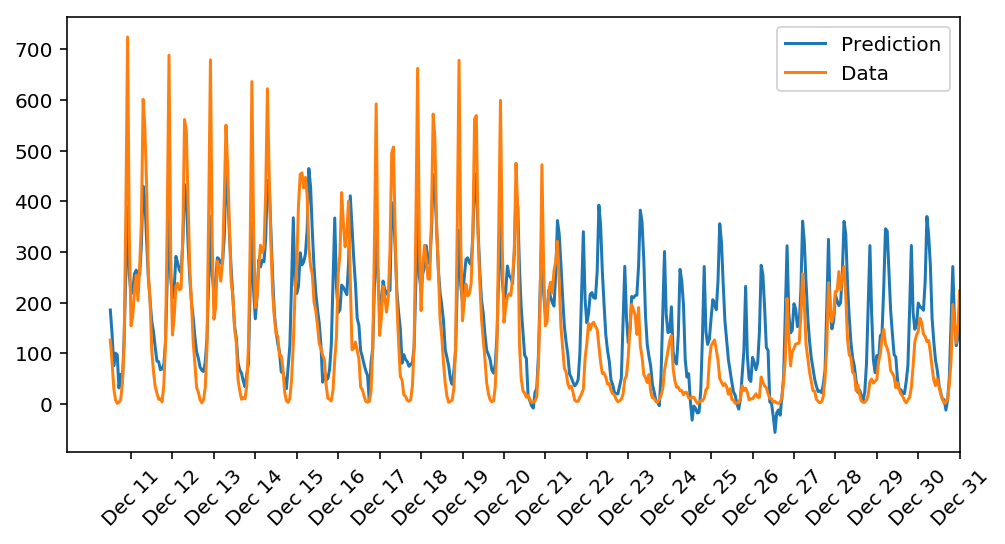 Prediction
Data
700
600
500
400
300
200
100
0
Dec 11
Dec 12
Dec 13
Dec 14
Dec 15
Dec 16
Dec 17
Dec 18
Dec 19
Dec 20
Dec 21
Dec 22
Dec 23
Dec 24
Dec 25
Dec 26
Dec 27
Dec 28
Dec 29
Dec 30
Dec 31